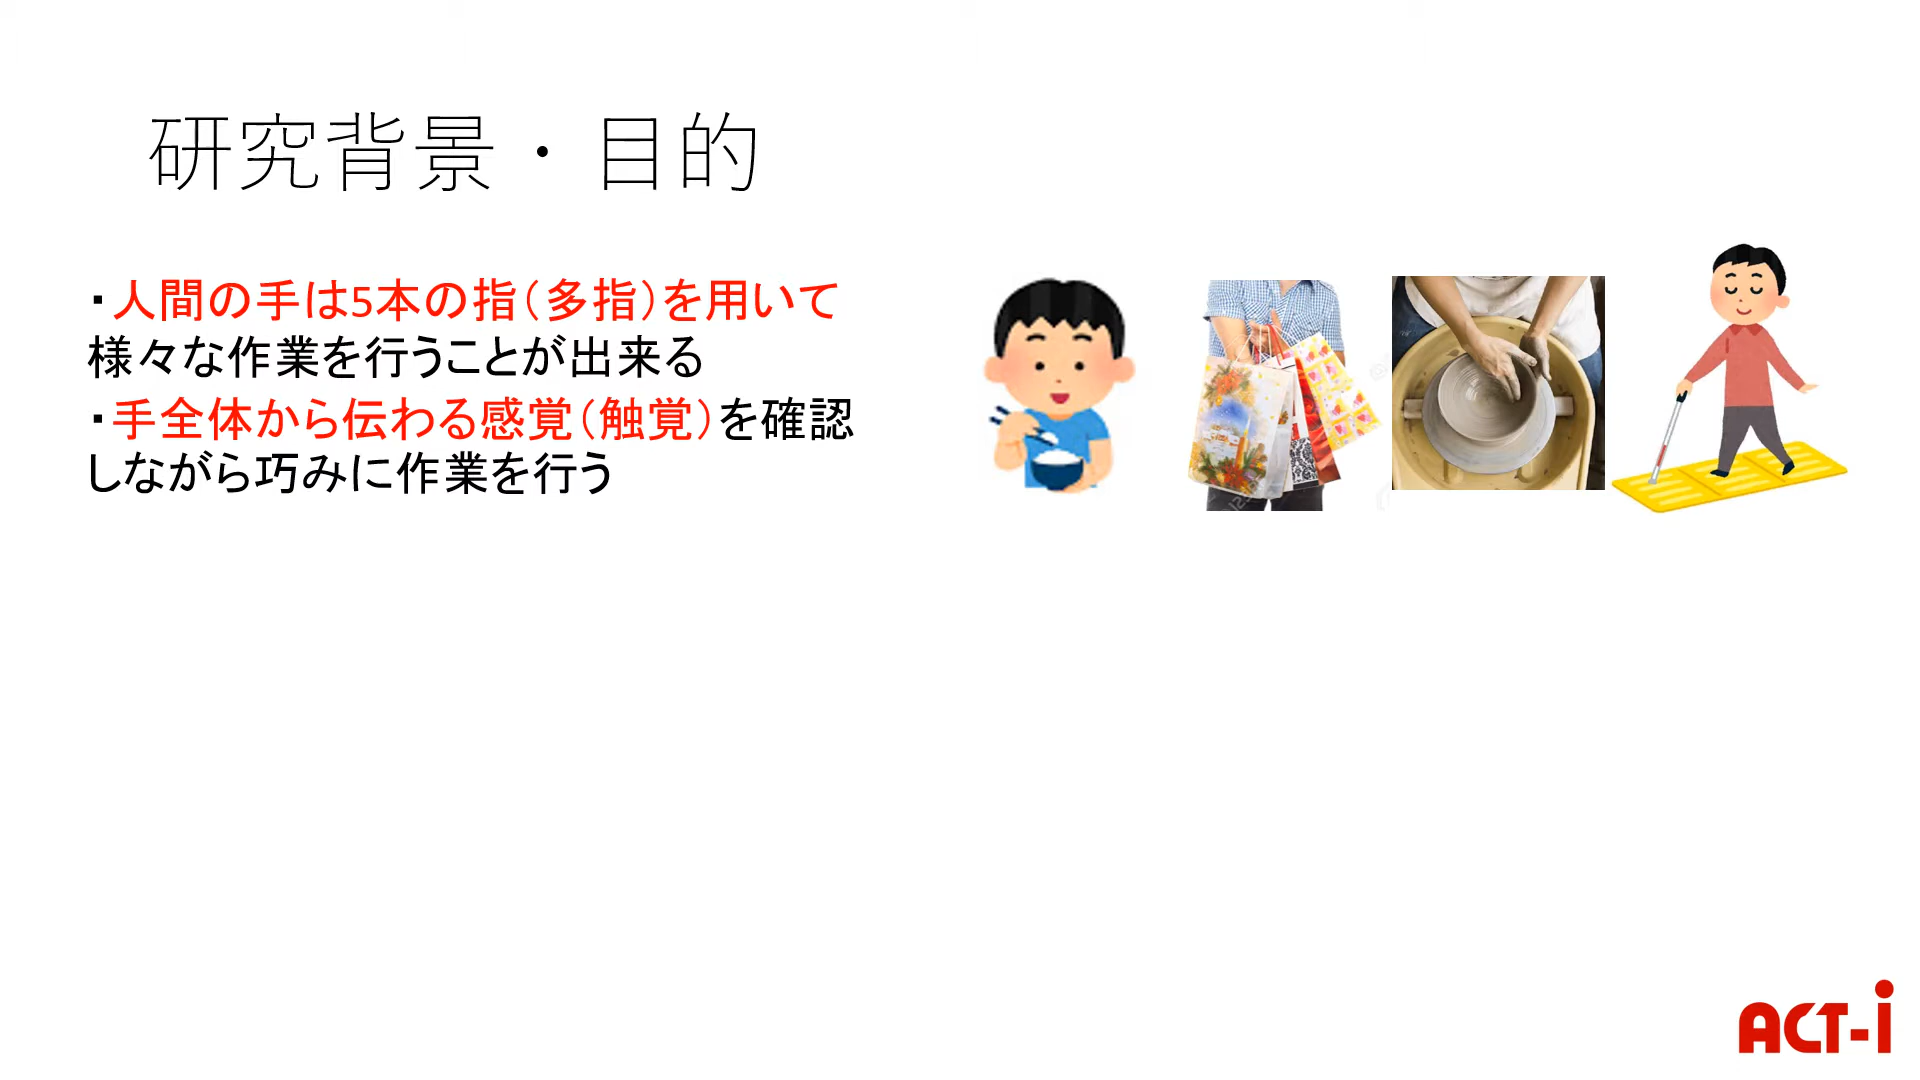 研究背景・目的
・人間の手は5本の指（多指）を用いて
様々な作業を行うことが出来る
・手全体から伝わる感覚（触覚）を確認
しながら巧みに作業を行う
ACT-i